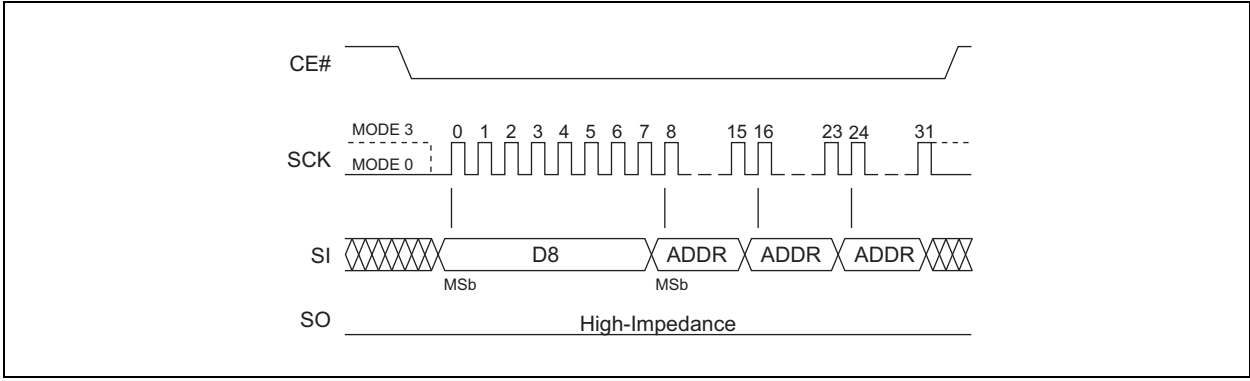 CE#
MODE 3
0 1 2 3 4 5 6 7 8 15 16 23 24 31
SCK
MODE 0
SI D8 ADDR ADDR ADDR
MSb MSb
SO High-Impedance